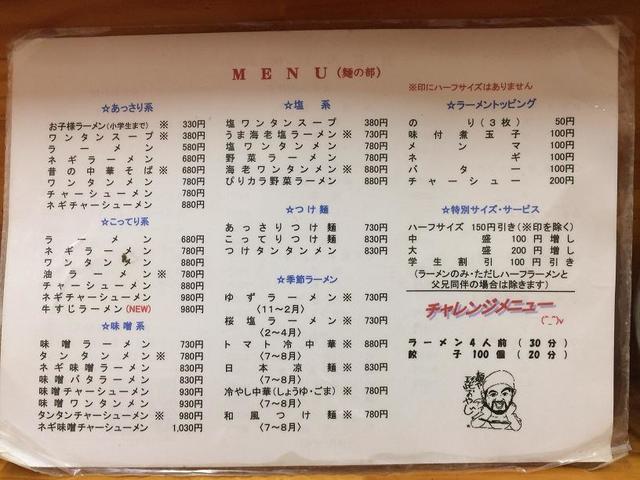 MENU(麺の部)
※印にハーフサイズはありません
☆あっさり系
お子様ラーメン(小学生まで) ※ 330円
ワンタンスープ ※ 380円
ラーメン 580円
ネギラーメン 680円
昔の中華そば ※ 680円
ワンタンメン 780円
チャーシューメン 780円
ネギチャーシューメン 880円
☆こってり系
ラーメン 680円
ネギラーメン 780円
ワンタンメン 880円
油ラーメン ※ 780円
チャーシューメン 880円
ネギチャーシューメン 980円
牛すじラーメン(NEW) 980円
☆味噌系
味噌ラーメン 730円
タンタンメン ※ 780円
ネギ味噌ラーメン 830円
味噌バタラーメン 830円
味噌チャーシューメン 930円
味噌ワンタンメン 930円
タンタンチャーシューメン ※ 980円
ネギ味噌チャーシューメン 1,030円
☆塩系
塩ワンタンスープ 380円
うま海老塩ラーメン ※ 730円
塩ワンタンメン 780円
野菜ラーメン 780円
海老ワンタンメン ※ 880円
ぴりカラ野菜ラーメン 880円
☆つけ麺
あっさりつけ麺 730円
こってりつけ麺 780円
つけタンタンメン 880円
☆季節ラーメン
ゆずラーメン ※ 730円
〈11〜2月〉
桜塩ラーメン ※ 730円
〈2〜4月〉
トマト冷中華 ※ 880円
〈7〜8月〉
日本涼麺 ※ 830円
〈7〜8月〉
冷やし中華(しょうゆ・ごま) ※ 780円
〈7〜8月〉
和風つけ麺 ※ 780円
〈7〜8月〉
☆ラーメントッピング
のり(3枚) 50円
味付煮玉子 100円
メンマ 100円
ネギ 100円
バター 100円
チャーシュー 200円
☆特別サイズ・サービス
ハーフサイズ 150円引き(※印を除く)
中盛 100円増し
大盛 200円増し
学生割引 100円引き
(ラーメンのみ・ただしハーフラーメンと
父兄同伴の場合は除きます)
チャレンジメニュー
ラーメン4人前(30分)
餃子100個(20分)